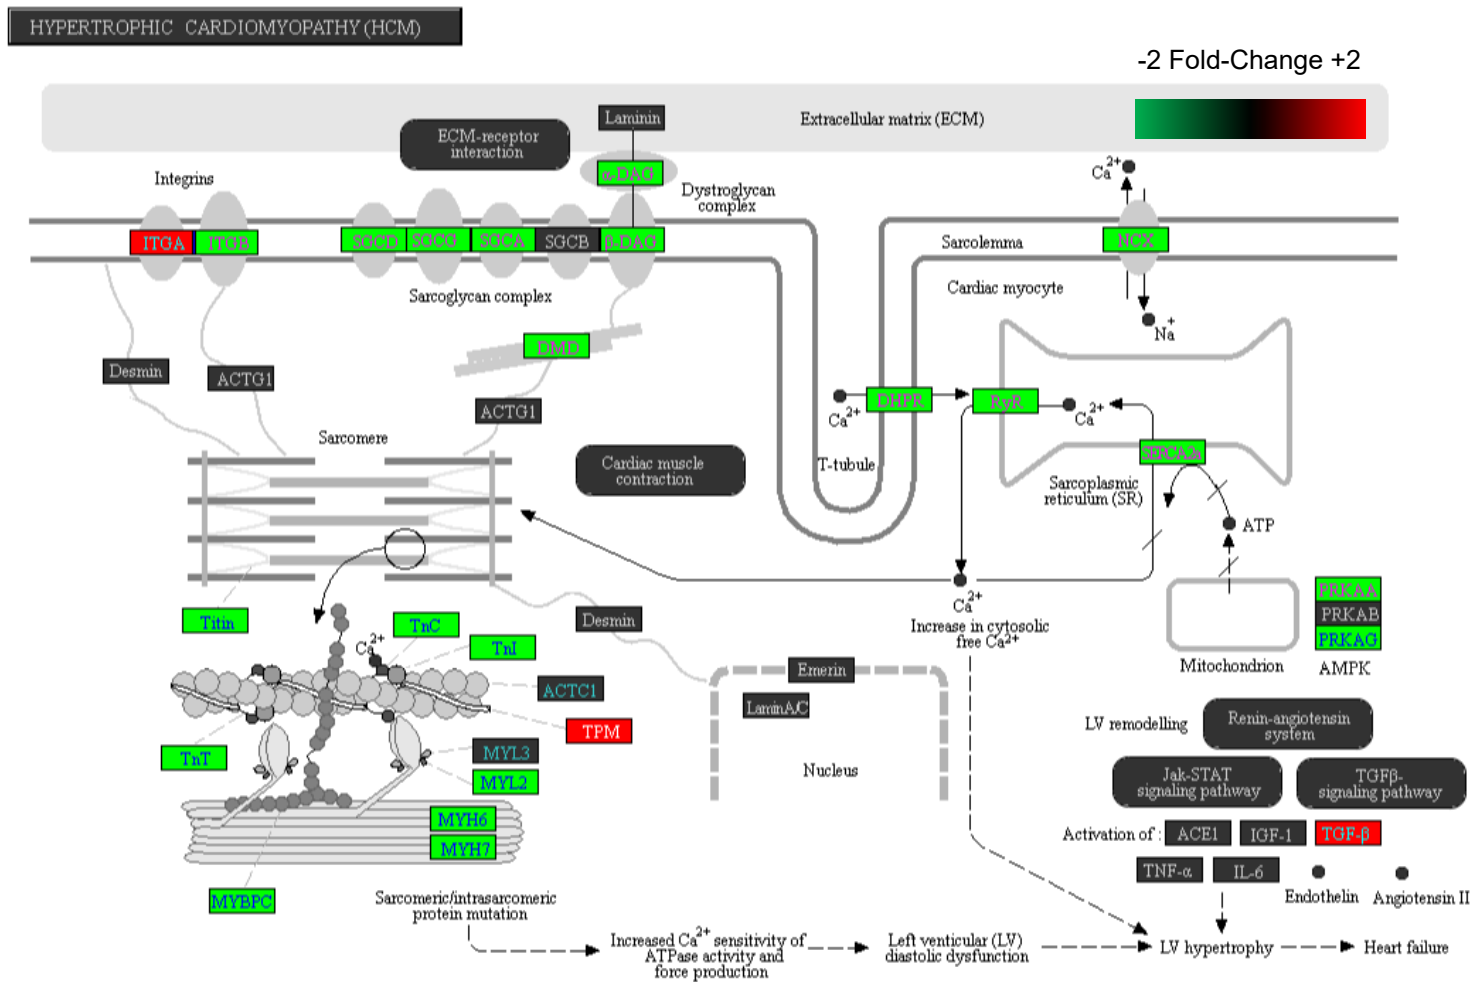 HYPERTROPHIC CARDIOMYOPATHY (HCM)
-2 Fold-Change +2
Extracellular matrix (ECM)
Laminin
ECM-receptor
interaction
α-DAG
Dystroglycan
complex
Integrins
ITGA
ITGB
SGCD
SGCG
SGCA
SGCB
β-DAG
Sarcoglycan complex
Ca2+
NCX
Sarcolemma
Cardiac myocyte
Na+
DMD
Desmin
ACTG1
ACTG1
Sarcomere
Ca2+
DHPR
RyR
Ca2+
T-tubule
SERCA2a
Sarcoplasmic
reticulum (SR)
Cardiac muscle
contraction
ATP
Ca2+
Increase in cytosolic
free Ca2+
Mitochondrion
PRKAA
PRKAB
PRKAG
AMPK
Titin
TnC
TnI
Ca2+
Desmin
ACTC1
TPM
TnT
MYL3
MYL2
MYH6
MYH7
MYBPC
Emerin
LaminA/C
Nucleus
LV remodelling
Renin-angiotensin
system
Jak-STAT
signaling pathway
TGFβ-
signaling pathway
Activation of :
ACE1
IGF-1
TGF-β
TNF-α
IL-6
Endothelin
Angiotensin II
Sarcomeric/intrasarcomeric
protein mutation
Increased Ca2+ sensitivity of
ATPase activity and
force production
Left venticular (LV)
diastolic dysfunction
LV hypertrophy
Heart failure